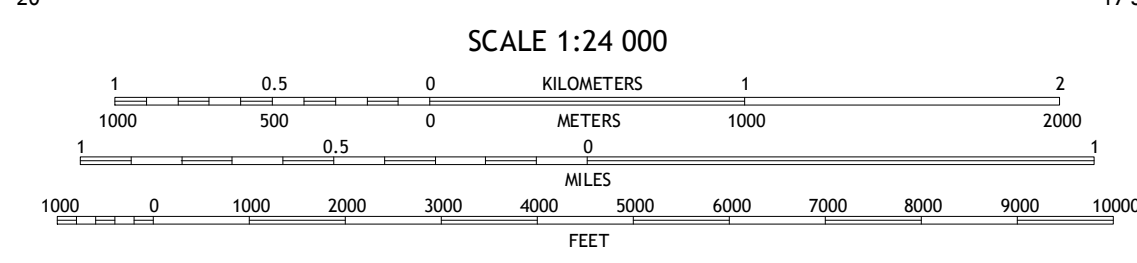 SCALE 1:24 000
1 0.5 0 KILOMETERS 1 2
1000 500 0 METERS 1000 2000
1 0.5 0 1
MILES
1000 0 1000 2000 3000 4000 5000 6000 7000 8000 9000 10000
FEET